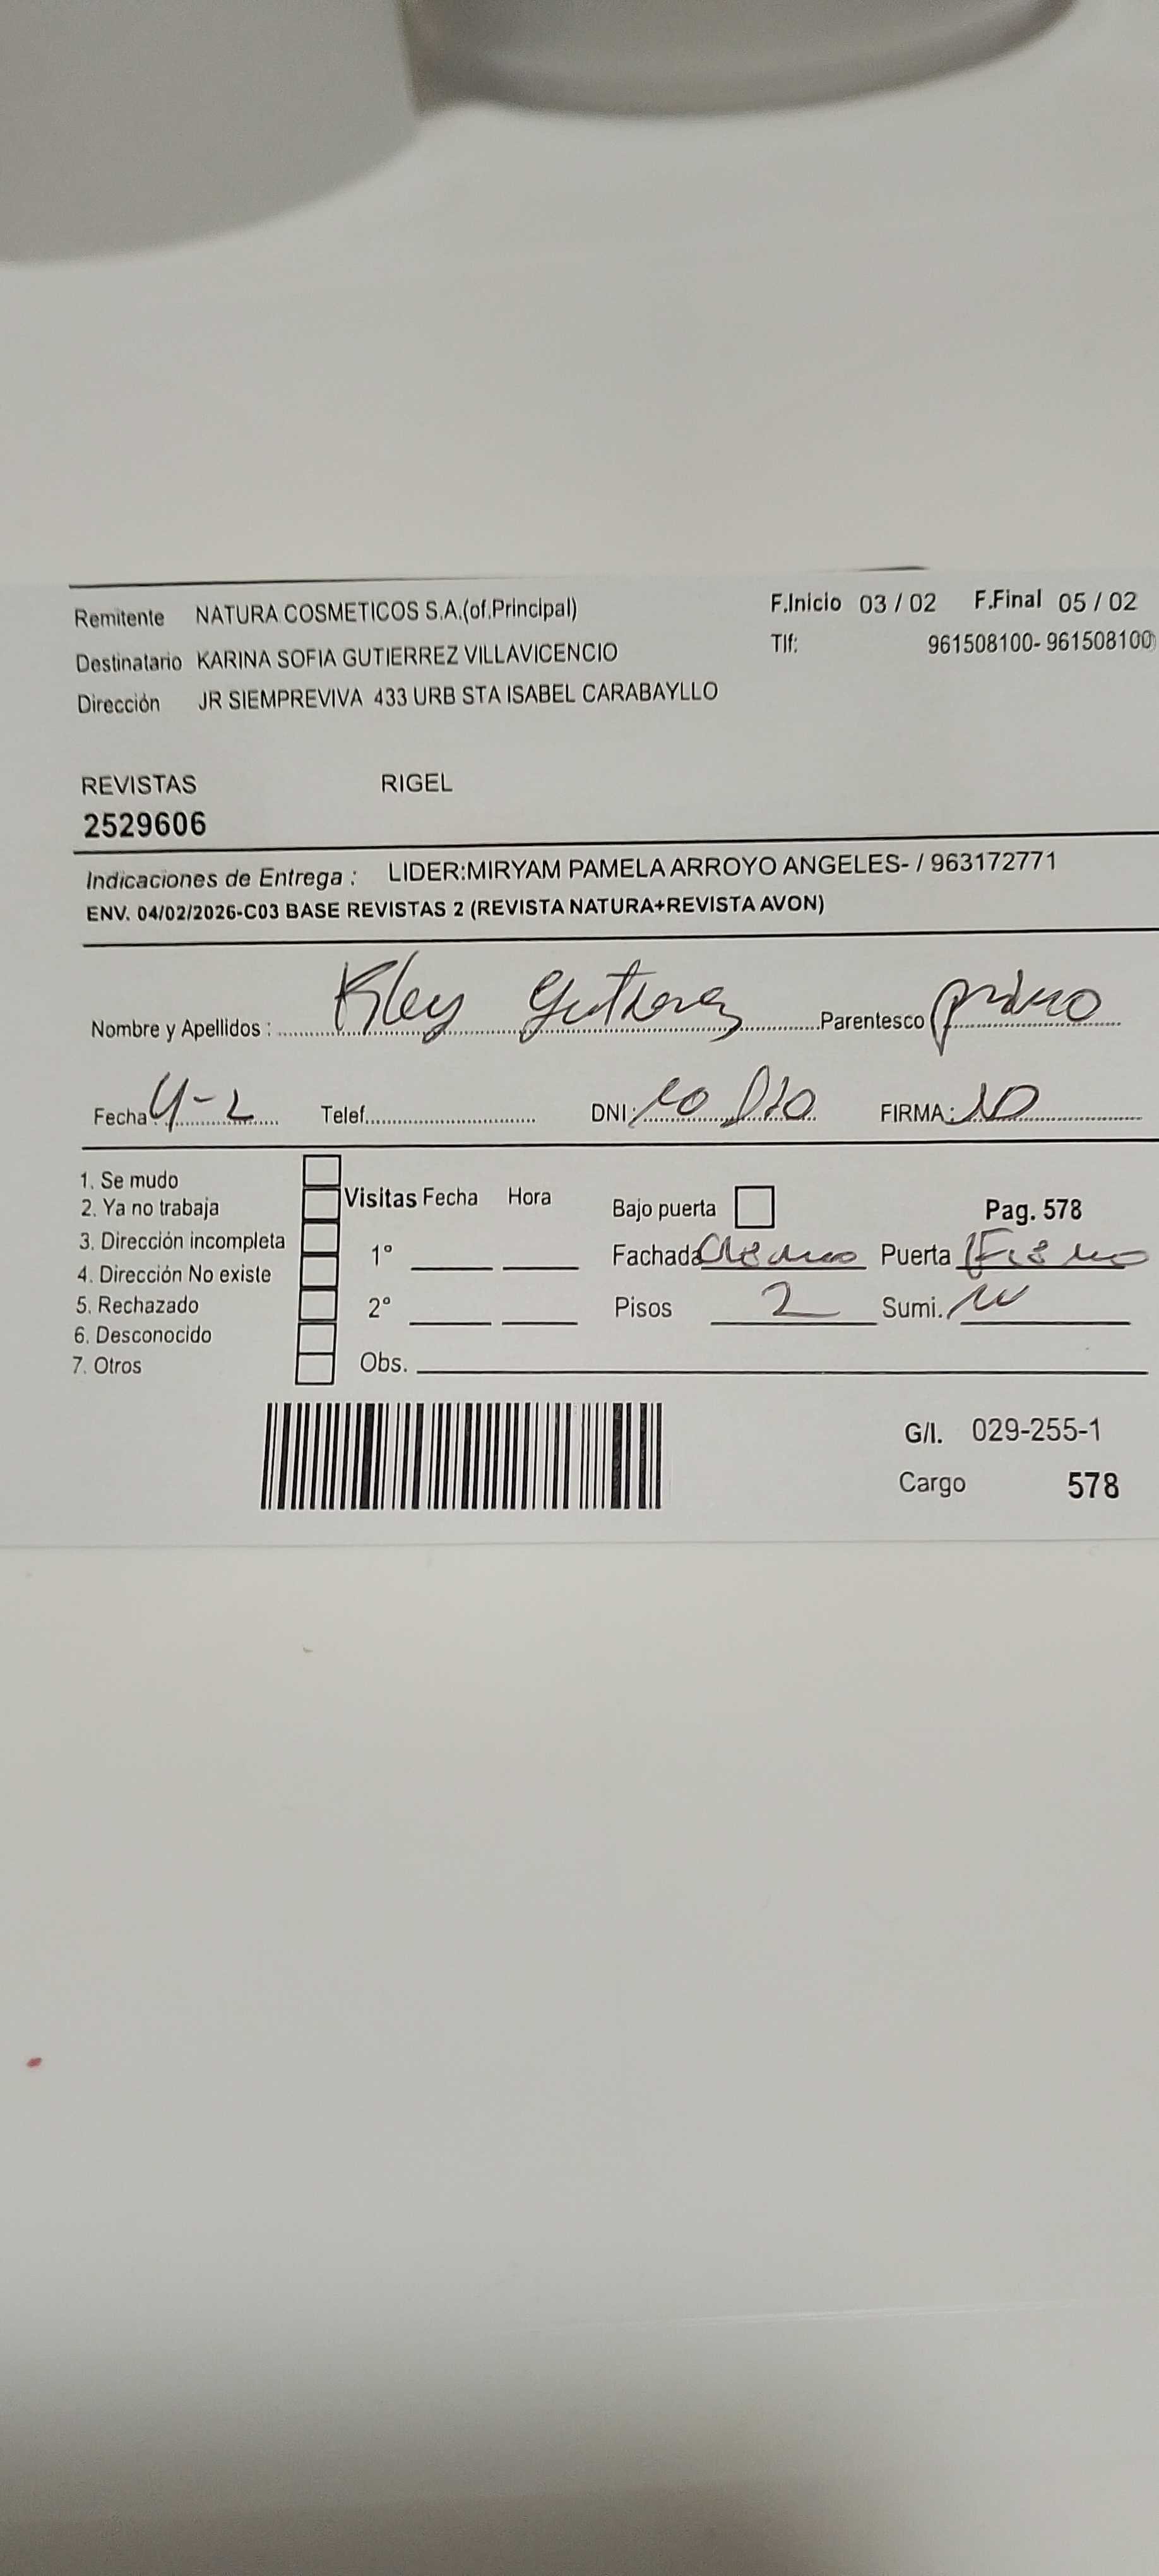 Remitente NATURA COSMETICOS S.A.(of.Principal) F.Inicio 03 / 02 F.Final 05 / 02
Destinatario KARINA SOFIA GUTIERREZ VILLAVICENCIO Tlf: 961508100- 961508100
Dirección JR SIEMPREVIVA 433 URB STA ISABEL CARABAYLLO
REVISTAS RIGEL
2529606
Indicaciones de Entrega : LIDER:MIRYAM PAMELA ARROYO ANGELES- / 963172771
ENV. 04/02/2026-C03 BASE REVISTAS 2 (REVISTA NATURA+REVISTA AVON)
Nombre y Apellidos : Parentesco primo
Fecha 4-2 Telef. DNI: FIRMA:
1. Se mudo
2. Ya no trabaja Visitas Fecha Hora Bajo puerta Pag. 578
3. Dirección incompleta 1° Fachada Puerta
4. Dirección No existe
5. Rechazado 2° Pisos 2 Sumi.
6. Desconocido
7. Otros Obs.
G/I. 029-255-1
Cargo 578